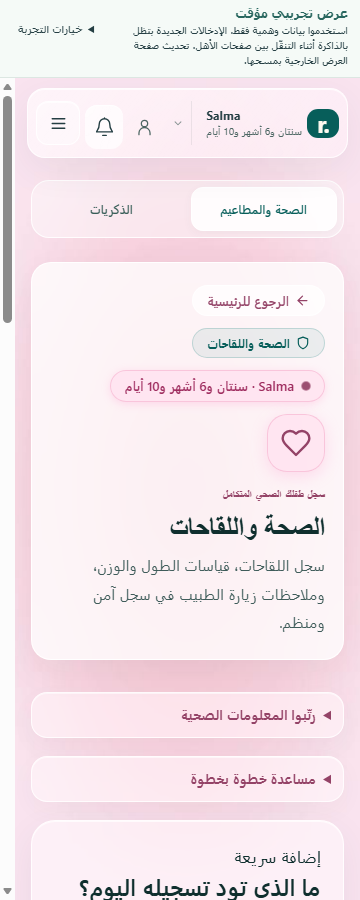 عرض تجريبي مؤقت
استخدموا بيانات وهمية فقط. الإدخالات الجديدة بتظل
بالذاكرة أثناء التنقّل بين صفحات الأهل. تحديث صفحة
العرض الخارجية بمسحها.
خيارات التجربة
r.
Salma
سنتان و6 أشهر و10 أيام
الصحة والمطاعيم
الذكريات
الرجوع للرئيسية
الصحة واللقاحات
Salma · سنتان و6 أشهر و10 أيام
سجل طفلك الصحي المتكامل
الصحة واللقاحات
سجل اللقاحات، قياسات الطول والوزن،
وملاحظات زيارة الطبيب في سجل آمن
ومنظم.
رتّبوا المعلومات الصحية
مساعدة خطوة بخطوة
إضافة سريعة
ما الذي تود تسجيله اليوم؟